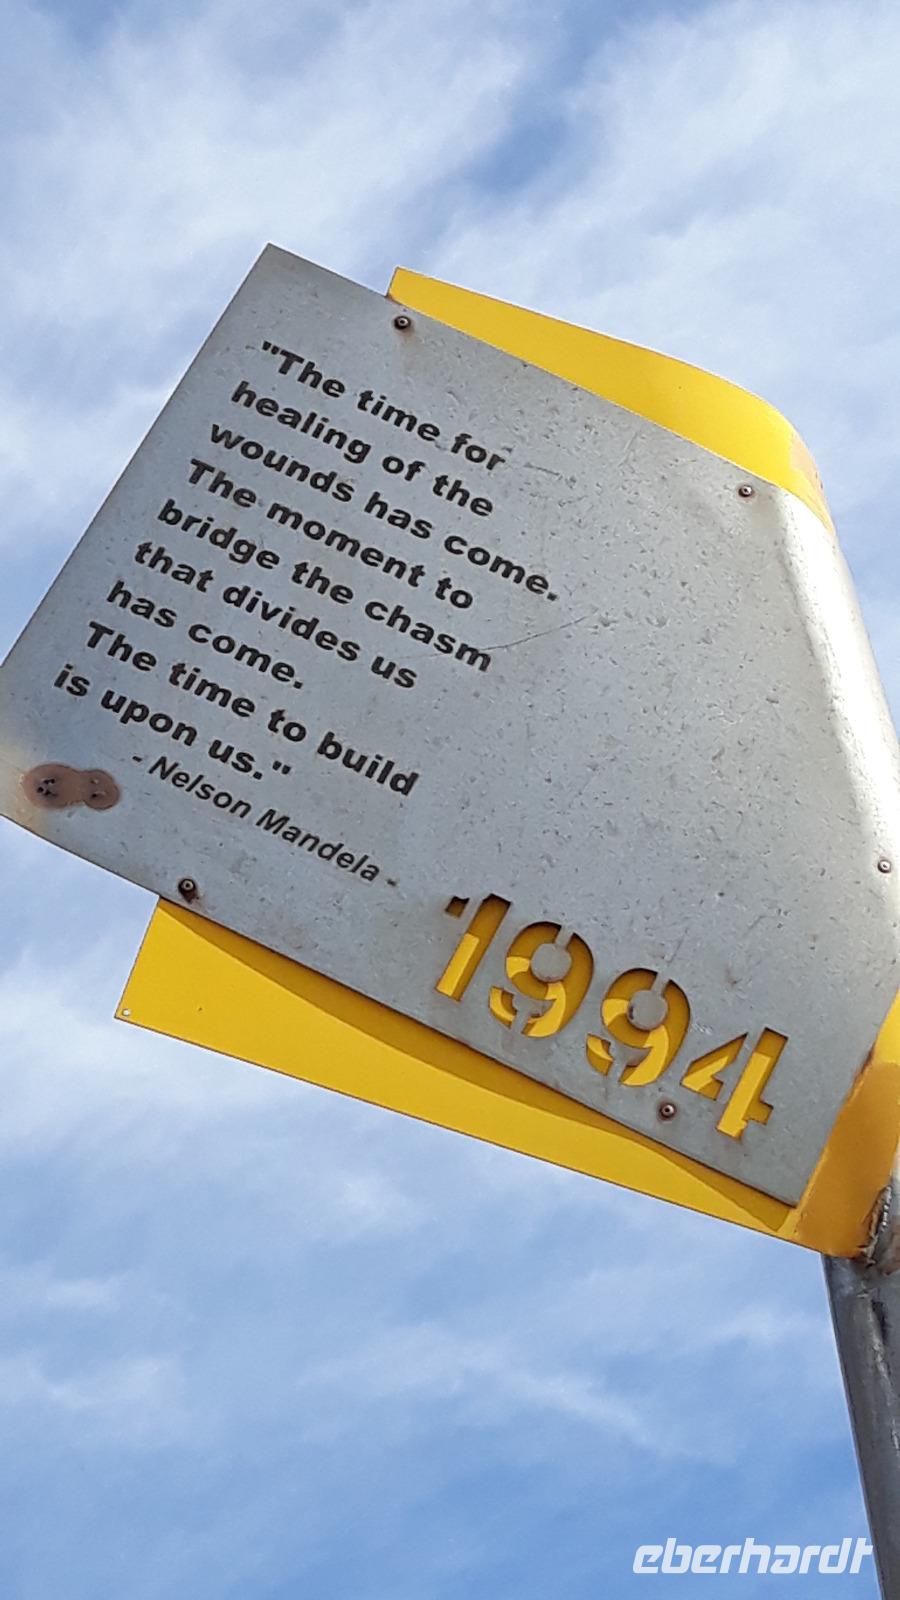 "The time for
healing of the
wounds has come.
The moment to
bridge the chasm
that divides us
has come.
The time to build
is upon us."
- Nelson Mandela -
1994
eberhardt